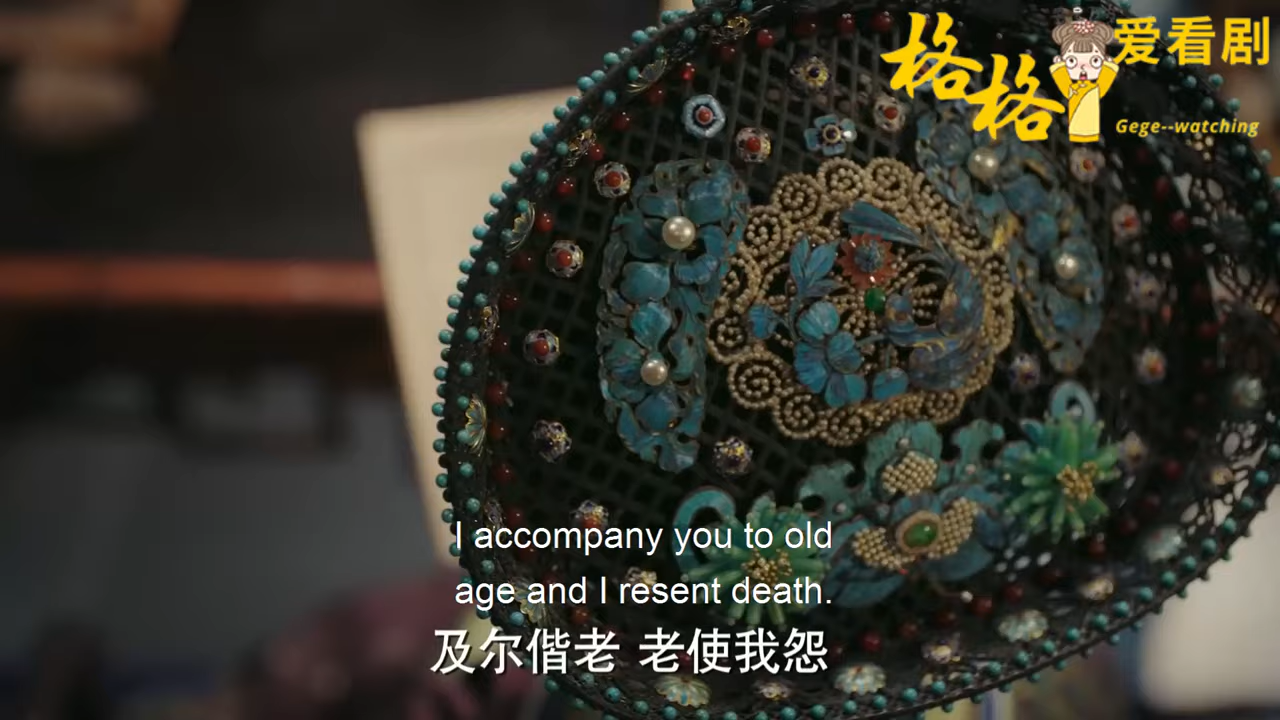 格格
爱看剧
Gege--watching
I accompany you to old
age and I resent death.
及尔偕老 老使我怨